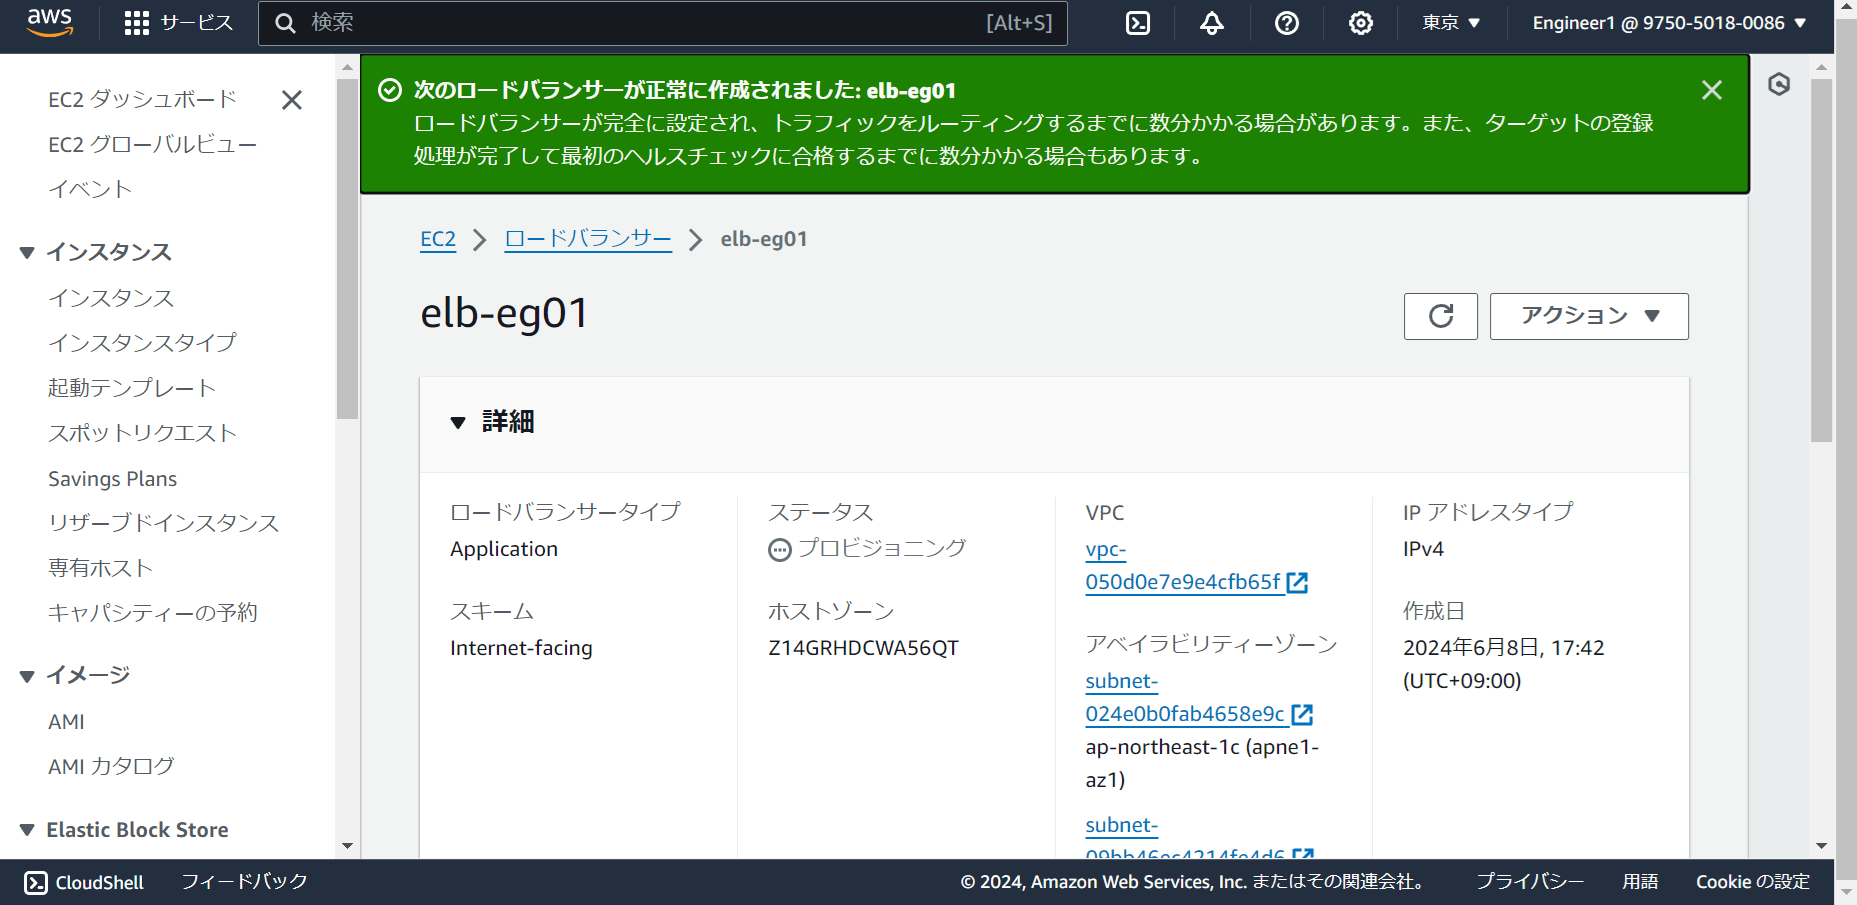 aws
サービス
検索
[Alt+S]
東京
Engineer1 @ 9750-5018-0086
EC2 ダッシュボード
EC2 グローバルビュー
イベント
インスタンス
インスタンス
インスタンスタイプ
起動テンプレート
スポットリクエスト
Savings Plans
リザーブドインスタンス
専有ホスト
キャパシティーの予約
イメージ
AMI
AMI カタログ
Elastic Block Store
次のロードバランサーが正常に作成されました: elb-eg01
ロードバランサーが完全に設定され、トラフィックをルーティングするまでに数分かかる場合があります。また、ターゲットの登録
処理が完了して最初のヘルスチェックに合格するまでに数分かかる場合もあります。
EC2
ロードバランサー
elb-eg01
elb-eg01
アクション
詳細
ロードバランサータイプ
Application
スキーム
Internet-facing
ステータス
プロビジョニング
ホストゾーン
Z14GRHDCWA56QT
VPC
vpc-
050d0e7e9e4cfb65f
アベイラビリティーゾーン
subnet-
024e0b0fab4658e9c
ap-northeast-1c (apne1-
az1)
subnet-
09bb46ec4214fe4d6
IP アドレスタイプ
IPv4
作成日
2024年6月8日, 17:42
(UTC+09:00)
CloudShell
フィードバック
© 2024, Amazon Web Services, Inc. またはその関連会社。
プライバシー
用語
Cookie の設定